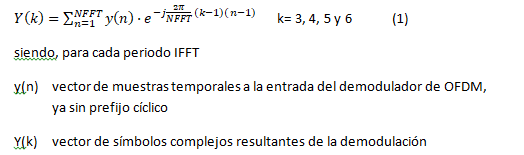 Y(k) = ∑_{n=1}^{NFFT} y(n) · e^{-j\frac{2π}{NFFT}(k-1)(n-1)} k= 3, 4, 5 y 6 (1)
siendo, para cada periodo IFFT
y(n) vector de muestras temporales a la entrada del demodulador de OFDM,
ya sin prefijo cíclico
Y(k) vector de símbolos complejos resultantes de la demodulación